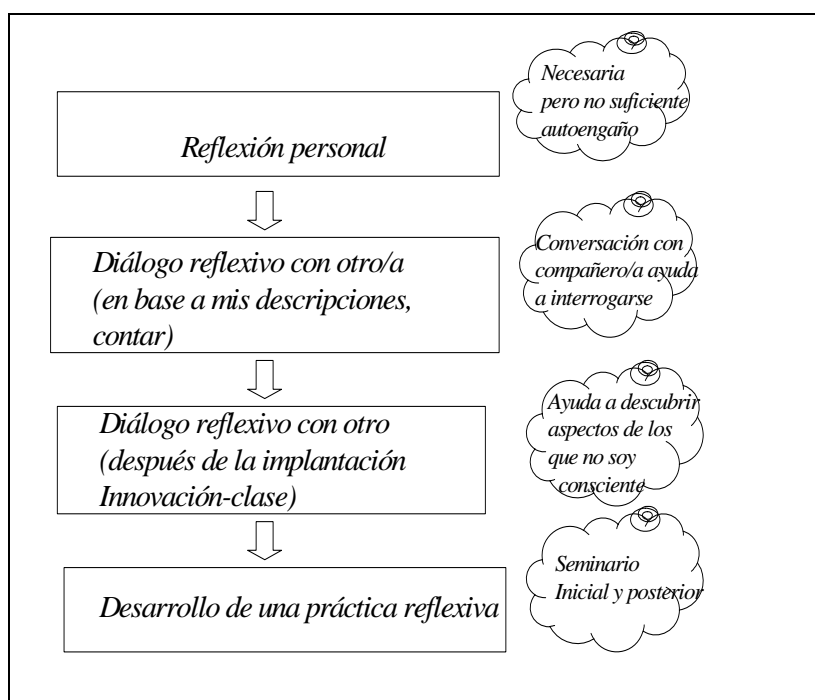 Necesaria
pero no suficiente
autoengaño
Reflexión personal
Diálogo reflexivo con otro/a
(en base a mis descripciones,
contar)
Conversación con
compañero/a ayuda
a interrogarse
Diálogo reflexivo con otro
(después de la implantación
Innovación-clase)
Ayuda a descubrir
aspectos de los
que no soy
consciente
Desarrollo de una práctica reflexiva
Seminario
Inicial y posterior